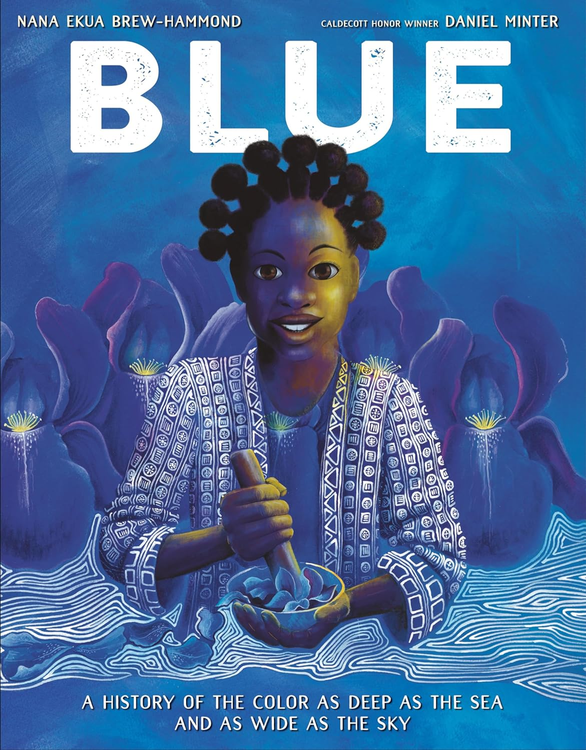 NANA EKUA BREW-HAMMOND
CALDECOTT HONOR WINNER DANIEL MINTER
BLUE
A HISTORY OF THE COLOR AS DEEP AS THE SEA
AND AS WIDE AS THE SKY